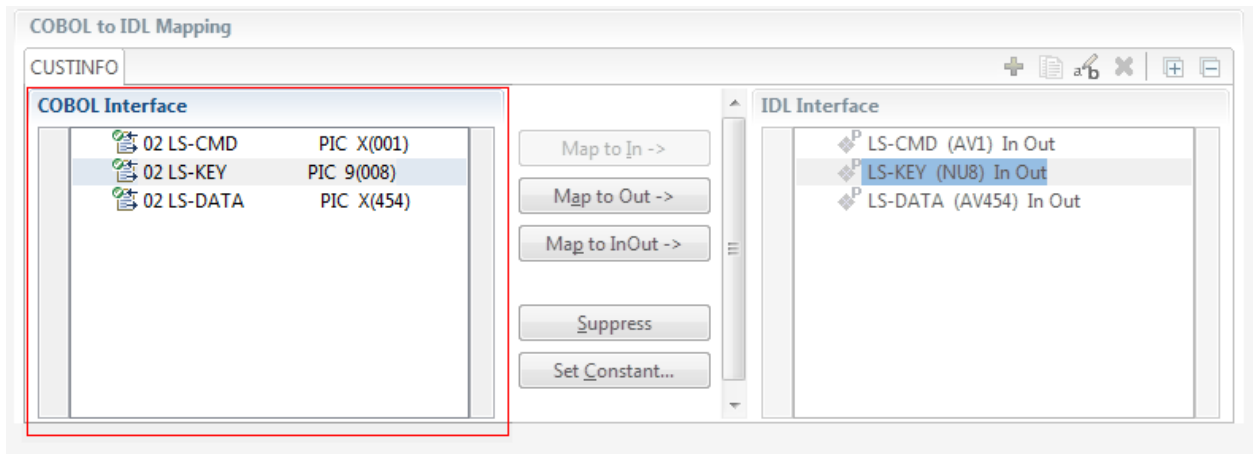 COBOL to IDL Mapping
CUSTINFO
COBOL Interface
02 LS-CMD PIC X(001)
02 LS-KEY PIC 9(008)
02 LS-DATA PIC X(454)
Map to In ->
Map to Out ->
Map to InOut ->
Suppress
Set Constant...
IDL Interface
LS-CMD (AV1) In Out
LS-KEY (NU8) In Out
LS-DATA (AV454) In Out